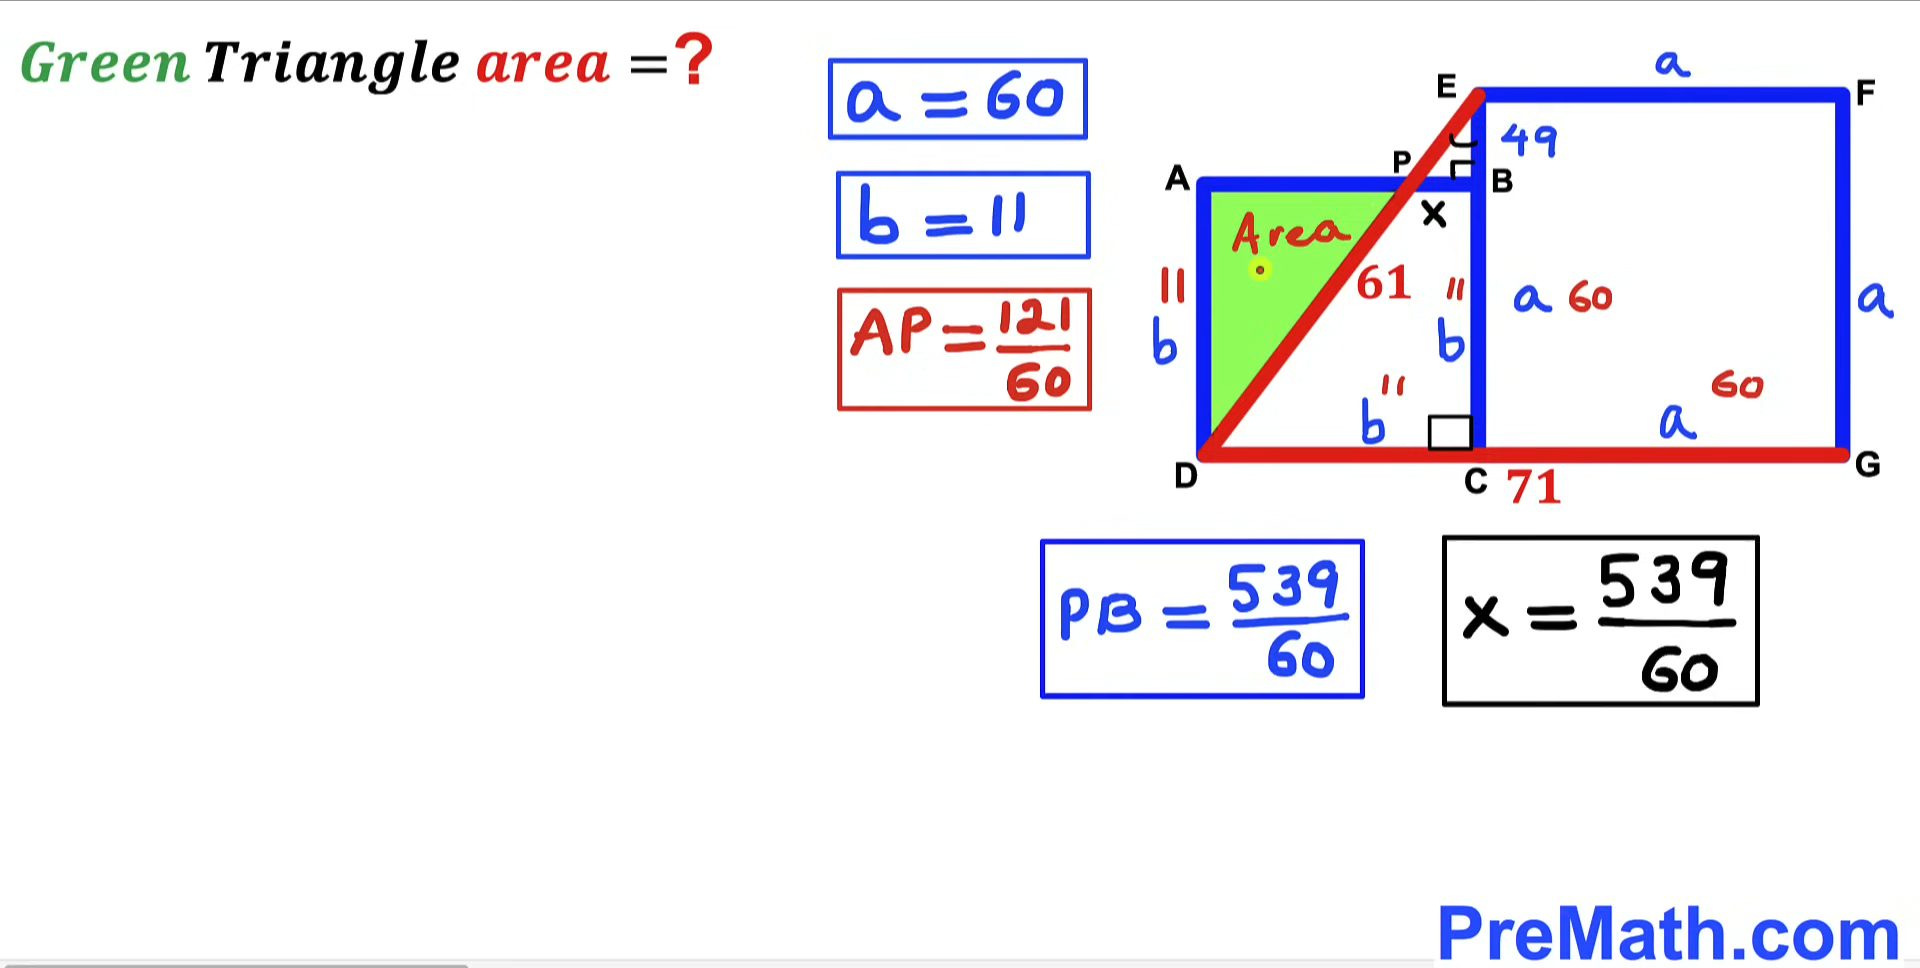 Green Triangle area = ?
a = 60
b = 11
AP = 121/60
a
E
F
49
A
P
B
x
Area
11
61
11
a 60
a
b
b
11
60
b
a
D
C 71
G
PB = 539/60
x = 539/60
PreMath.com